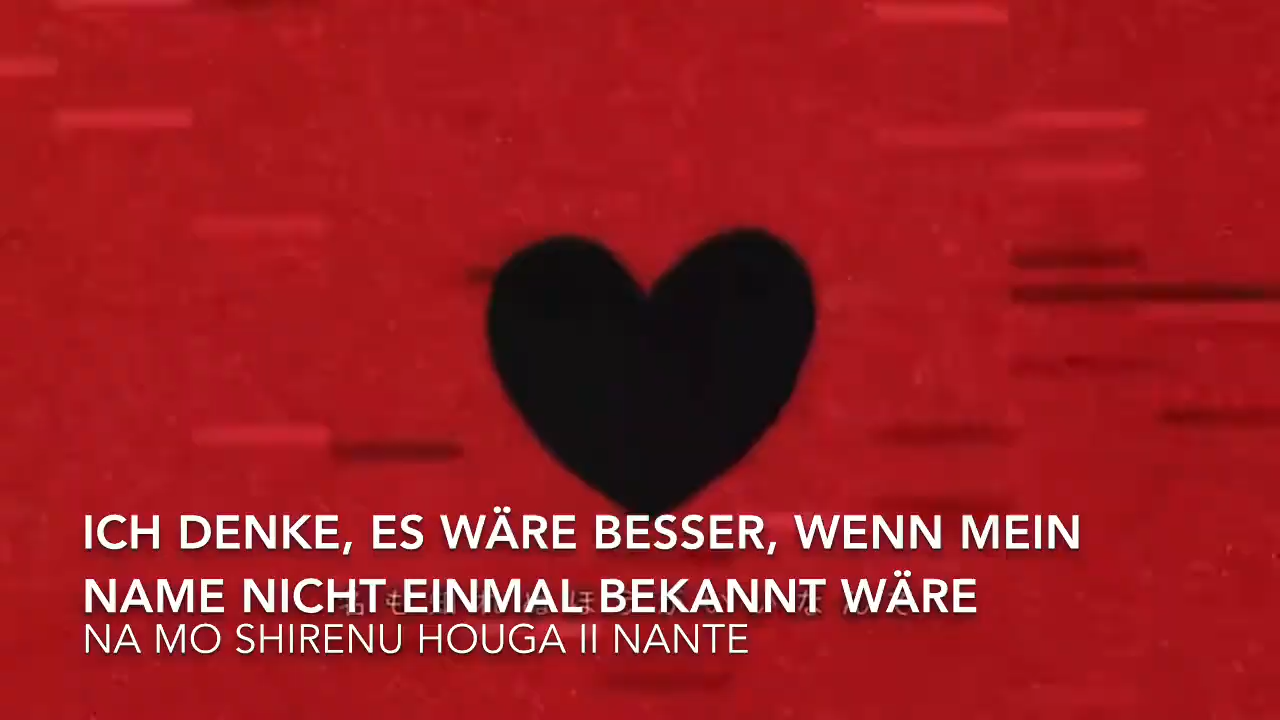 ICH DENKE, ES WÄRE BESSER, WENN MEIN
NAME NICHT EINMAL BEKANNT WÄRE
NA MO SHIRENU HOUGA II NANTE